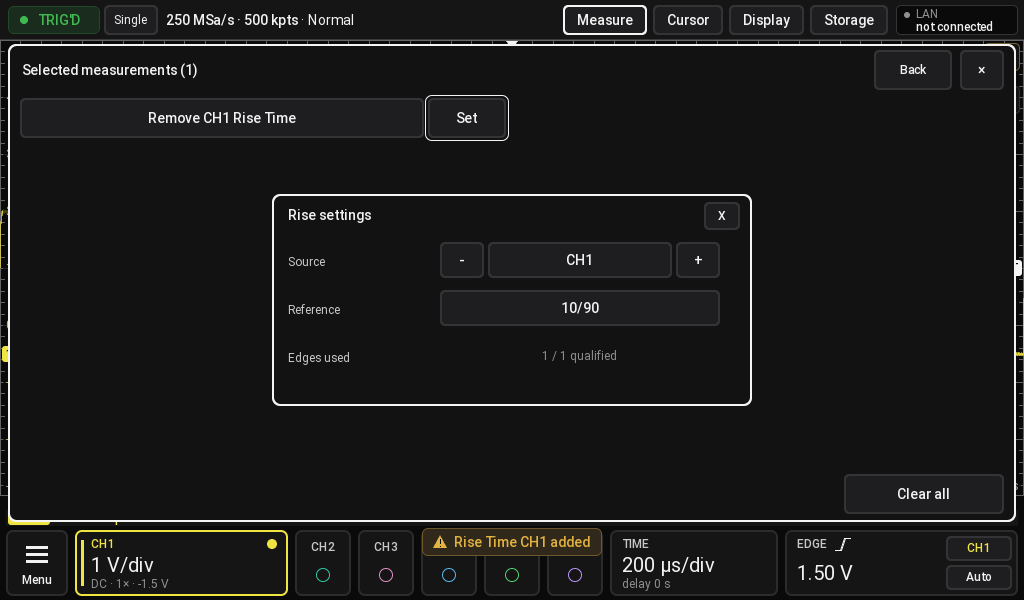 TRIG'D
Single
250 MSa/s · 500 kpts · Normal
Measure
Cursor
Display
Storage
LAN
not connected
Selected measurements (1)
Back
×
Remove CH1 Rise Time
Set
Rise settings
X
Source
-
CH1
+
Reference
10/90
Edges used
1 / 1 qualified
Clear all
Menu
CH1
1 V/div
DC · 1× · -1.5 V
CH2
CH3
Rise Time CH1 added
TIME
200 µs/div
delay 0 s
EDGE
1.50 V
CH1
Auto